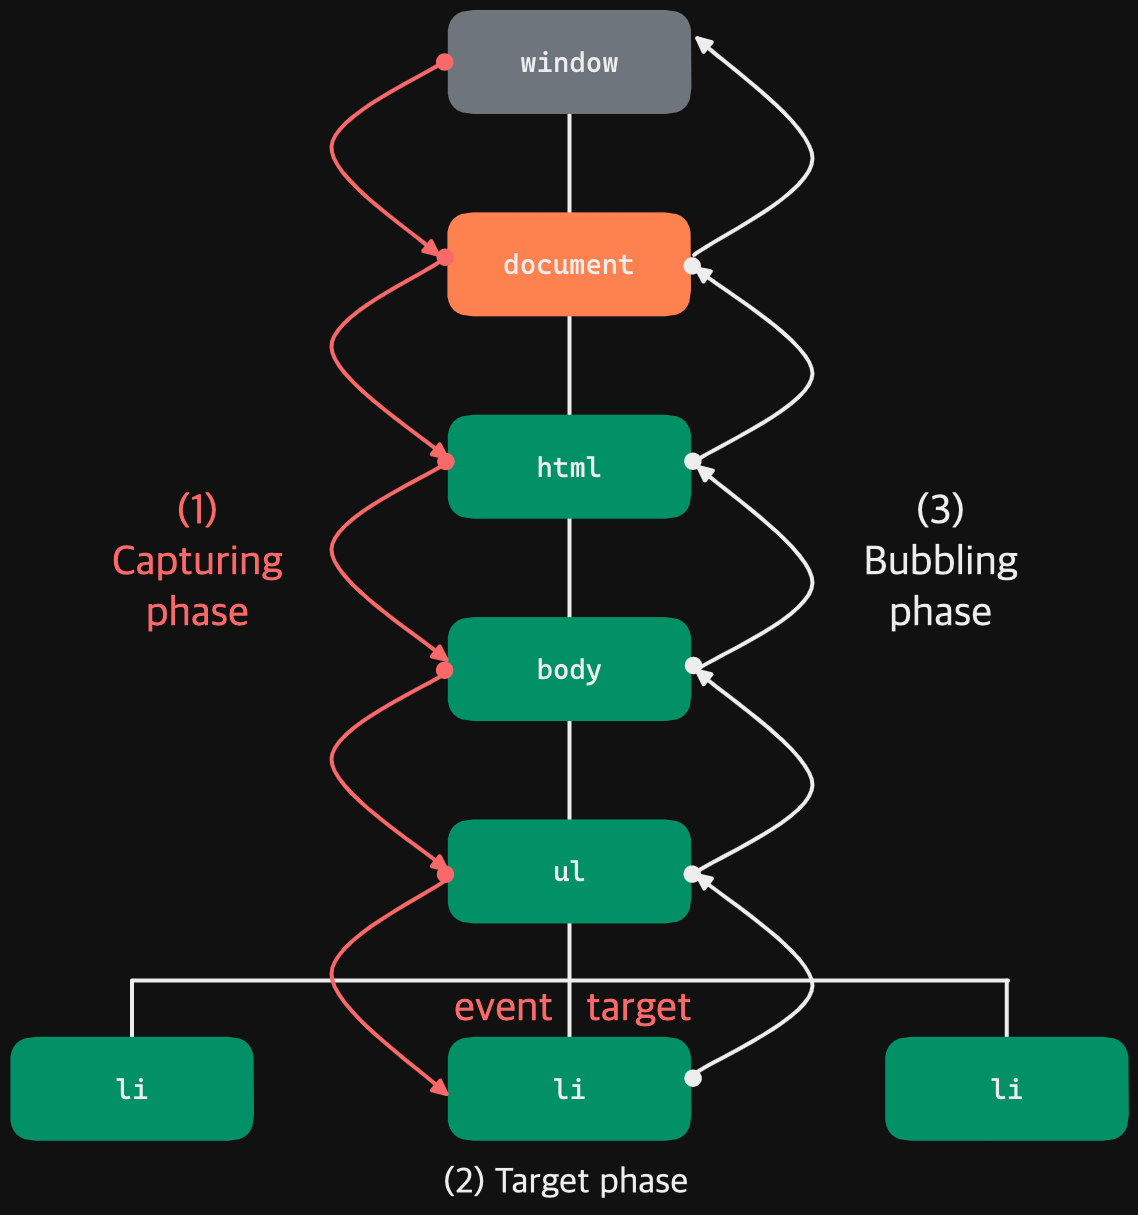 window
document
html
(1)
Capturing
phase
(3)
Bubbling
phase
body
ul
event target
li
li
li
(2) Target phase